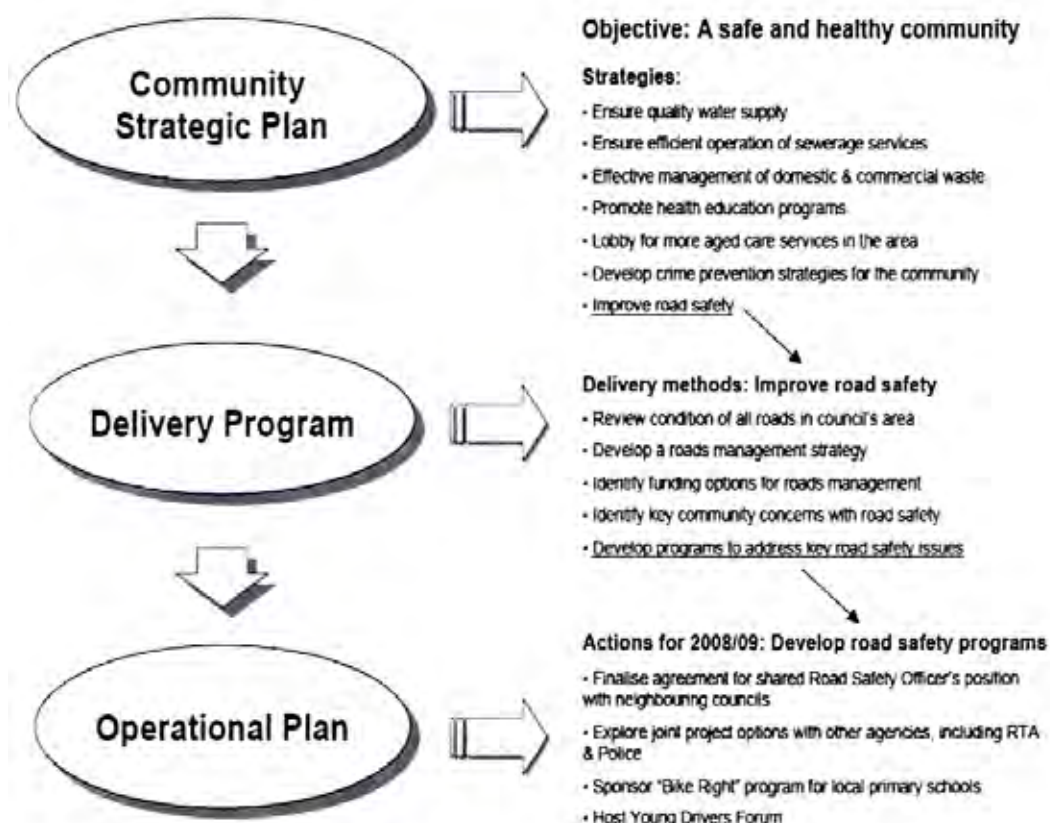 Community
Strategic Plan
Objective: A safe and healthy community
Strategies:
• Ensure quality water supply
• Ensure efficient operation of sewerage services
• Effective management of domestic & commercial waste
• Promote health education programs
• Lobby for more aged care services in the area
• Develop crime prevention strategies for the community
• Improve road safety
Delivery Program
Delivery methods: Improve road safety
• Review condition of all roads in council's area
• Develop a roads management strategy
• Identify funding options for roads management
• Identify key community concerns with road safety
• Develop programs to address key road safety issues
Operational Plan
Actions for 2008/09: Develop road safety programs
• Finalise agreement for shared Road Safety Officer's position
with neighbouring councils
• Explore joint project options with other agencies, including RTA
& Police
• Sponsor "Bike Right" program for local primary schools
• Host Young Drivers Forum